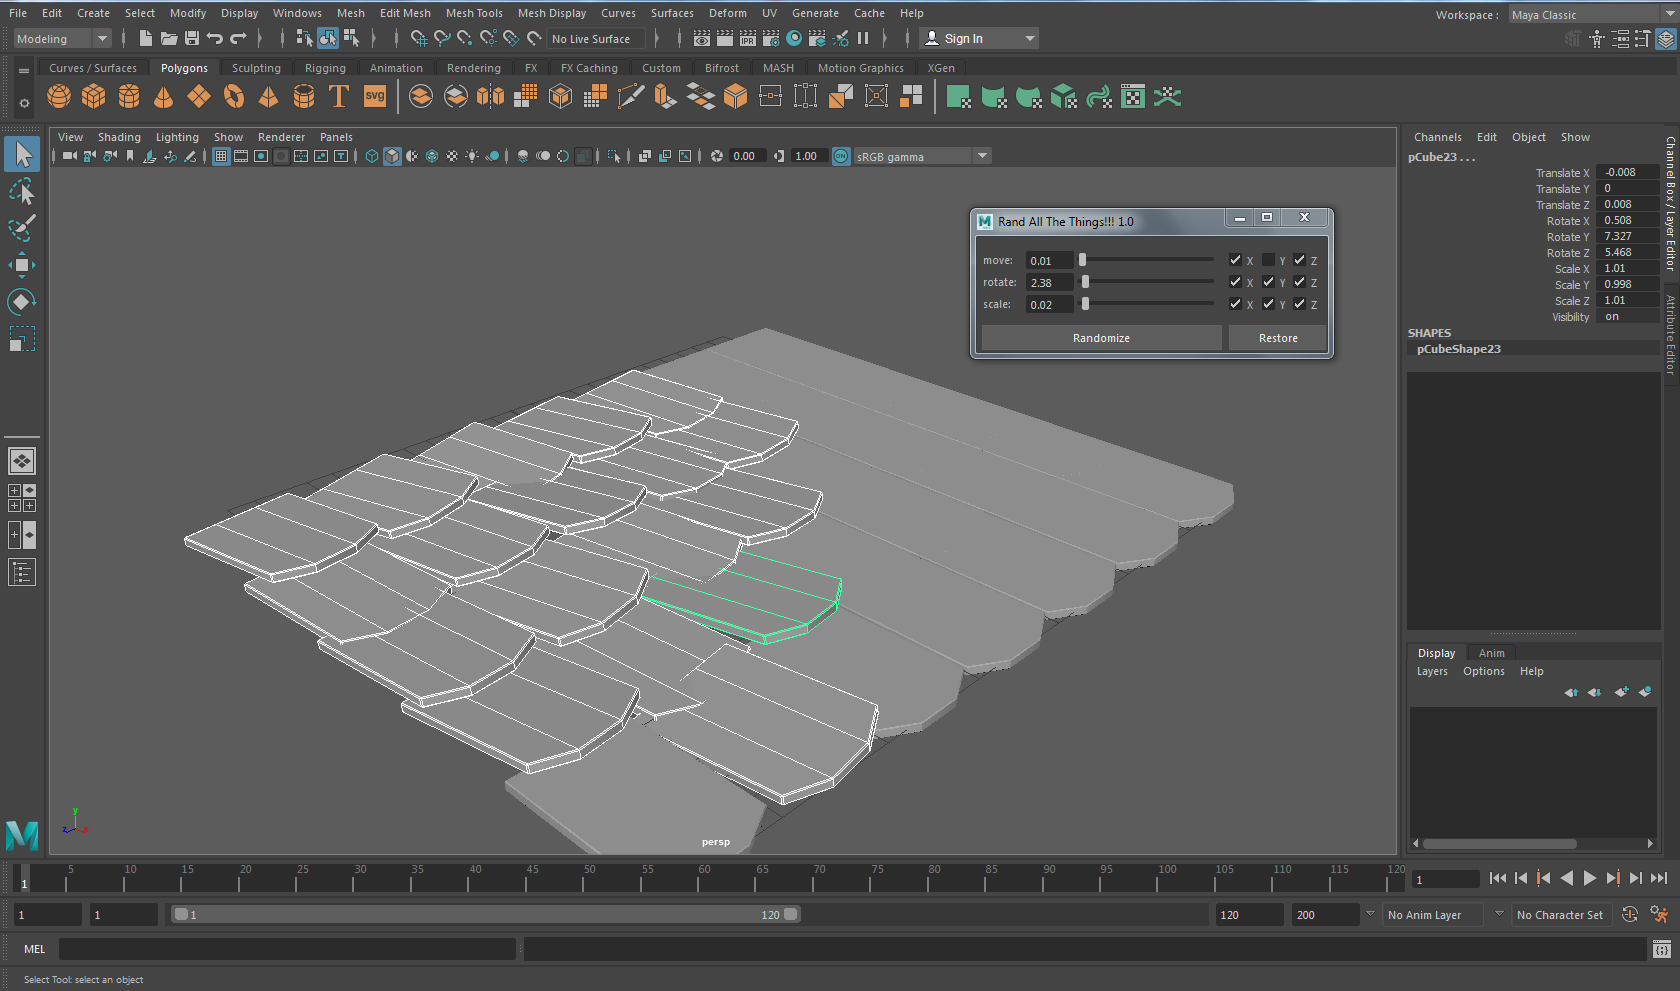 File Edit Create Select Modify Display Windows Mesh Edit Mesh Mesh Tools Mesh Display Curves Surfaces Deform UV Generate Cache Help
Workspace : Maya Classic
Modeling No Live Surface Sign In
IPR
Curves / Surfaces Polygons Sculpting Rigging Animation Rendering FX FX Caching Custom Bifrost MASH Motion Graphics XGen
T svg
View Shading Lighting Show Renderer Panels
0.00 1.00 ON sRGB gamma
Channels Edit Object Show
pCube23 . . .
Translate X -0.008
Translate Y 0
Translate Z 0.008
Rotate X 0.508
Rotate Y 7.327
Rotate Z 5.468
Scale X 1.01
Scale Y 0.998
Scale Z 1.01
Visibility on
SHAPES
pCubeShape23
Channel Box / Layer Editor
Attribute Editor
Rand All The Things!!! 1.0
move: 0.01 X Y Z
rotate: 2.38 X Y Z
scale: 0.02 X Y Z
Randomize Restore
Display Anim
Layers Options Help
y
z x
persp
M
1 5 10 15 20 25 30 35 40 45 50 55 60 65 70 75 80 85 90 95 100 105 110 115 120
1
1 1 1 120 120 200 No Anim Layer No Character Set
MEL
Select Tool: select an object